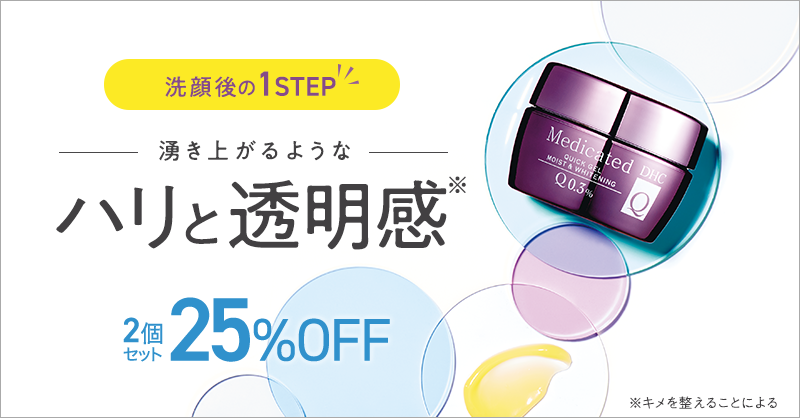 洗顔後の1STEP
湧き上がるような
ハリと透明感※
2個
セット
25%OFF
Medicated DHC
QUICK GEL
MOIST & WHITENING
Q0.3%
Q
※キメを整えることによる